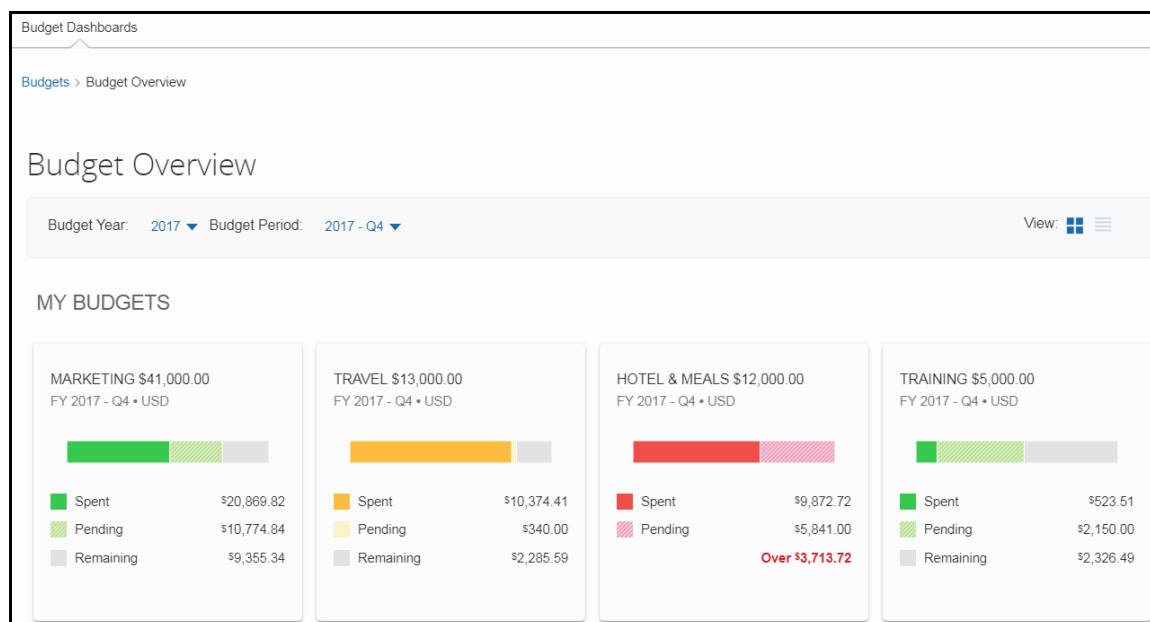 Budget Dashboards
Budgets > Budget Overview
Budget Overview
Budget Year: 2017 Budget Period: 2017 - Q4 View:
MY BUDGETS
MARKETING $41,000.00
FY 2017 - Q4 • USD
Spent $20,869.82
Pending $10,774.84
Remaining $9,355.34
TRAVEL $13,000.00
FY 2017 - Q4 • USD
Spent $10,374.41
Pending $340.00
Remaining $2,285.59
HOTEL & MEALS $12,000.00
FY 2017 - Q4 • USD
Spent $9,872.72
Pending $5,841.00
Over $3,713.72
TRAINING $5,000.00
FY 2017 - Q4 • USD
Spent $523.51
Pending $2,150.00
Remaining $2,326.49